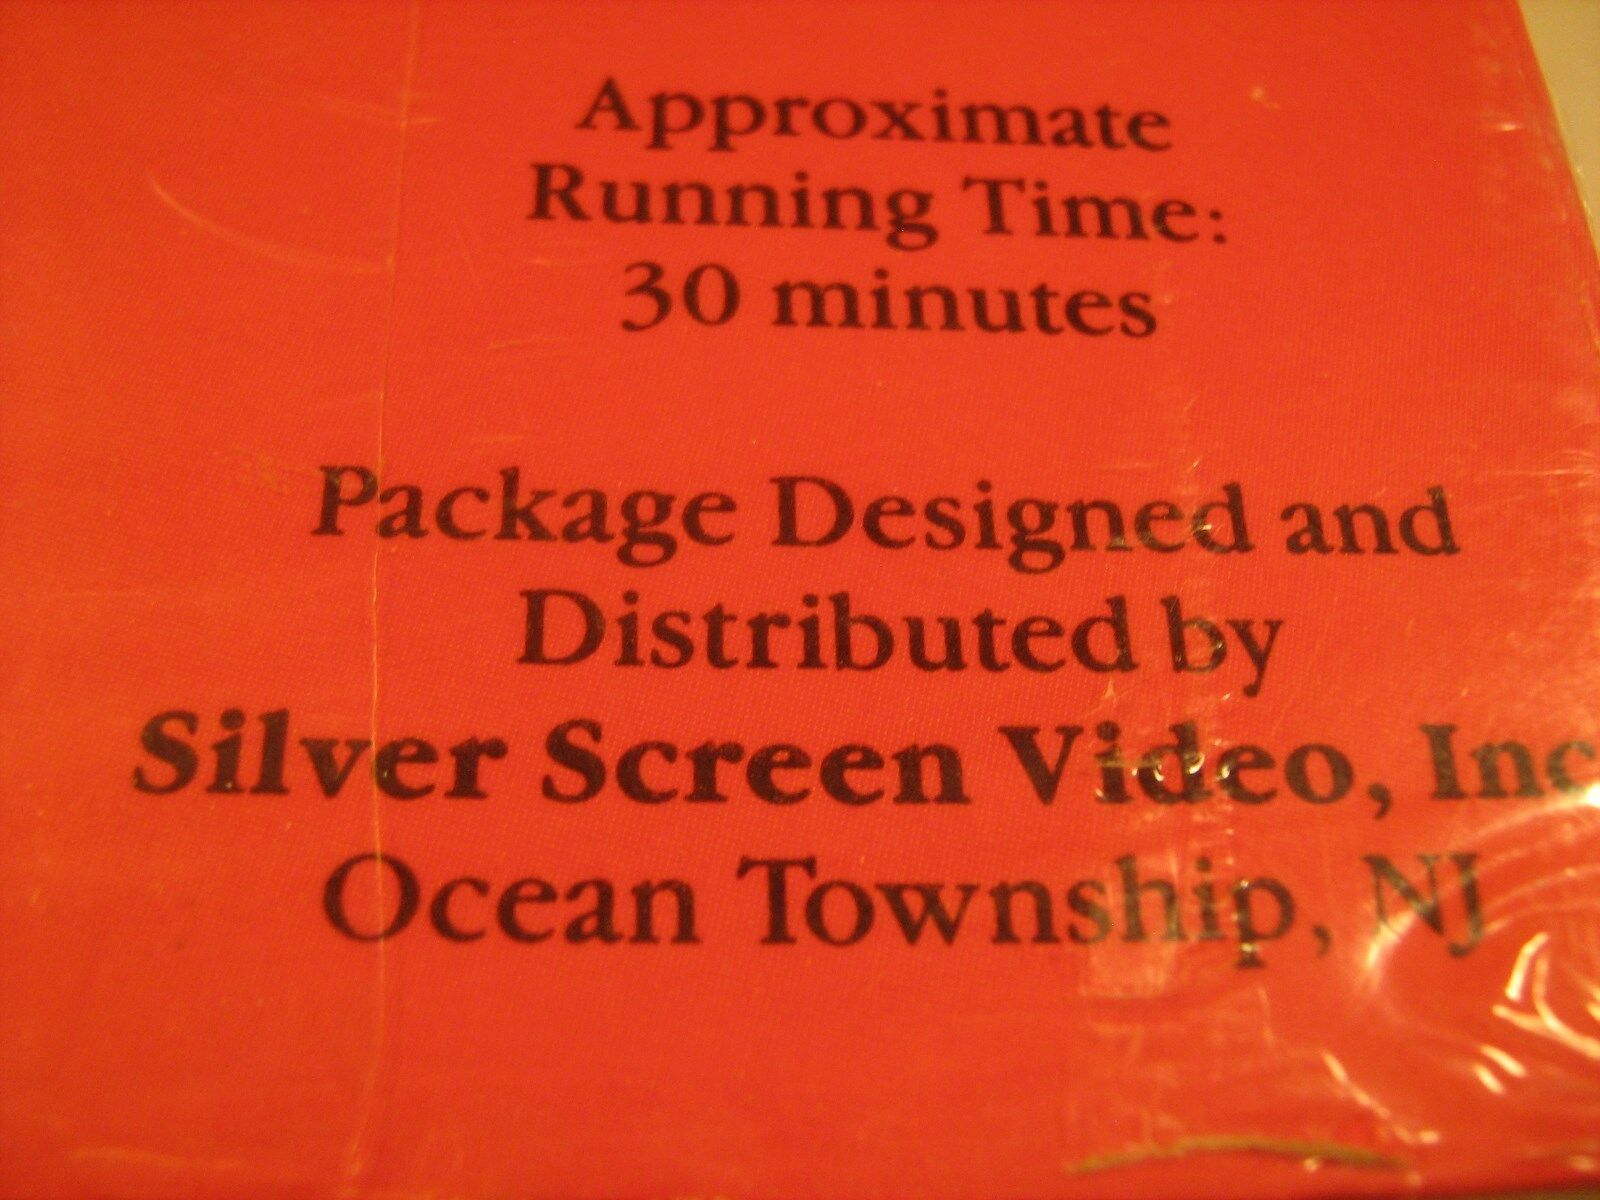 Approximate
Running Time:
30 minutes
Package Designed and
Distributed by
Silver Screen Video, Inc
Ocean Township, NJ